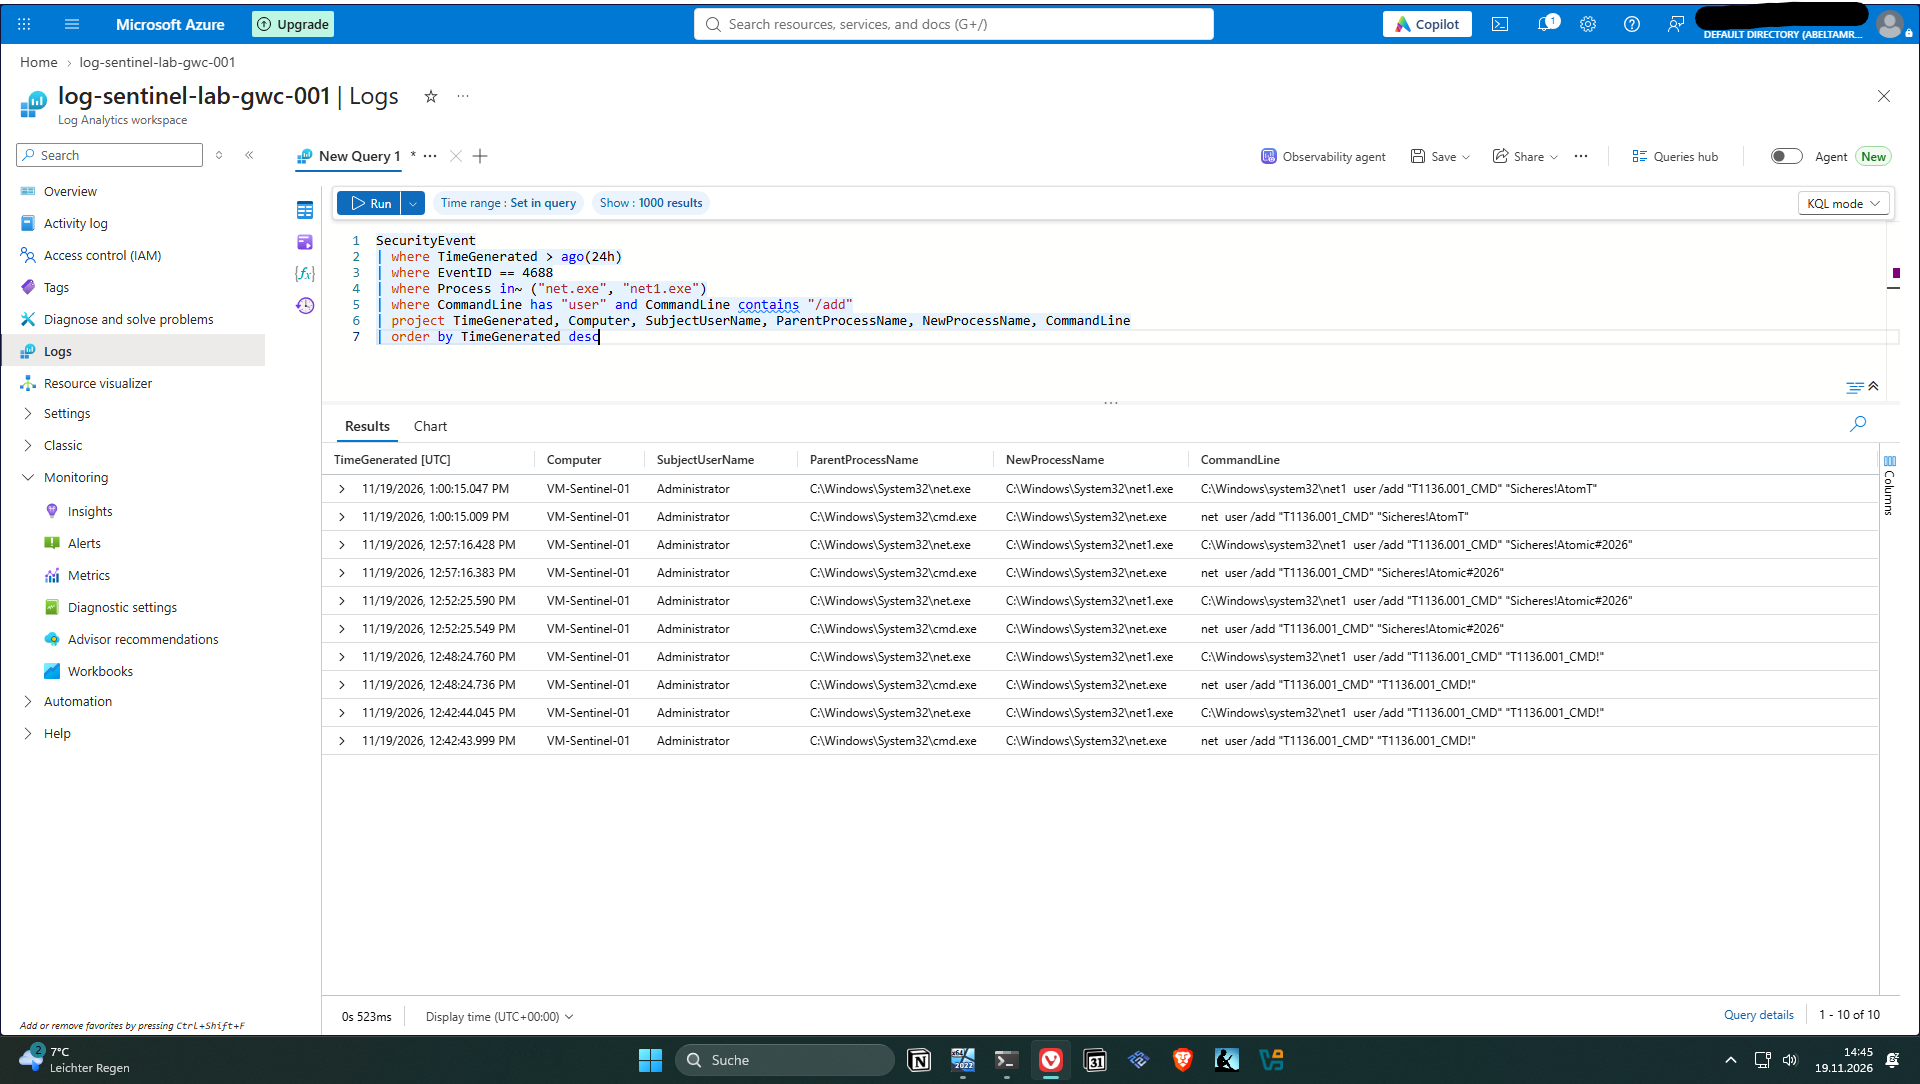 Microsoft Azure
Upgrade
Search resources, services, and docs (G+/)
Copilot
1
DEFAULT DIRECTORY (ABELTAMR...
Home > log-sentinel-lab-gwc-001
log-sentinel-lab-gwc-001 | Logs
Log Analytics workspace
Search
Overview
Activity log
Access control (IAM)
Tags
Diagnose and solve problems
Logs
Resource visualizer
Settings
Classic
Monitoring
Insights
Alerts
Metrics
Diagnostic settings
Advisor recommendations
Workbooks
Automation
Help
Add or remove favorites by pressing Ctrl+Shift+F
New Query 1 *
Observability agent
Save
Share
Queries hub
Agent New
Run
Time range : Set in query
Show : 1000 results
KQL mode
1 SecurityEvent
2 | where TimeGenerated > ago(24h)
3 | where EventID == 4688
4 | where Process in~ ("net.exe", "net1.exe")
5 | where CommandLine has "user" and CommandLine contains "/add"
6 | project TimeGenerated, Computer, SubjectUserName, ParentProcessName, NewProcessName, CommandLine
7 | order by TimeGenerated desc
Results Chart
TimeGenerated [UTC] Computer SubjectUserName ParentProcessName NewProcessName CommandLine
11/19/2026, 1:00:15.047 PM VM-Sentinel-01 Administrator C:\Windows\System32\net.exe C:\Windows\System32\net1.exe C:\Windows\system32\net1 user /add "T1136.001_CMD" "Sicheres!AtomT"
11/19/2026, 1:00:15.009 PM VM-Sentinel-01 Administrator C:\Windows\System32\cmd.exe C:\Windows\System32\net.exe net user /add "T1136.001_CMD" "Sicheres!AtomT"
11/19/2026, 12:57:16.428 PM VM-Sentinel-01 Administrator C:\Windows\System32\net.exe C:\Windows\System32\net1.exe C:\Windows\system32\net1 user /add "T1136.001_CMD" "Sicheres!Atomic#2026"
11/19/2026, 12:57:16.383 PM VM-Sentinel-01 Administrator C:\Windows\System32\cmd.exe C:\Windows\System32\net.exe net user /add "T1136.001_CMD" "Sicheres!Atomic#2026"
11/19/2026, 12:52:25.590 PM VM-Sentinel-01 Administrator C:\Windows\System32\net.exe C:\Windows\System32\net1.exe C:\Windows\system32\net1 user /add "T1136.001_CMD" "Sicheres!Atomic#2026"
11/19/2026, 12:52:25.549 PM VM-Sentinel-01 Administrator C:\Windows\System32\cmd.exe C:\Windows\System32\net.exe net user /add "T1136.001_CMD" "Sicheres!Atomic#2026"
11/19/2026, 12:48:24.760 PM VM-Sentinel-01 Administrator C:\Windows\System32\net.exe C:\Windows\System32\net1.exe C:\Windows\system32\net1 user /add "T1136.001_CMD" "T1136.001_CMD!"
11/19/2026, 12:48:24.736 PM VM-Sentinel-01 Administrator C:\Windows\System32\cmd.exe C:\Windows\System32\net.exe net user /add "T1136.001_CMD" "T1136.001_CMD!"
11/19/2026, 12:42:44.045 PM VM-Sentinel-01 Administrator C:\Windows\System32\net.exe C:\Windows\System32\net1.exe C:\Windows\system32\net1 user /add "T1136.001_CMD" "T1136.001_CMD!"
11/19/2026, 12:42:43.999 PM VM-Sentinel-01 Administrator C:\Windows\System32\cmd.exe C:\Windows\System32\net.exe net user /add "T1136.001_CMD" "T1136.001_CMD!"
Columns
0s 523ms
Display time (UTC+00:00)
Query details
1 - 10 of 10
2
7°C
Leichter Regen
Suche
x64
2022
31
14:45
19.11.2026